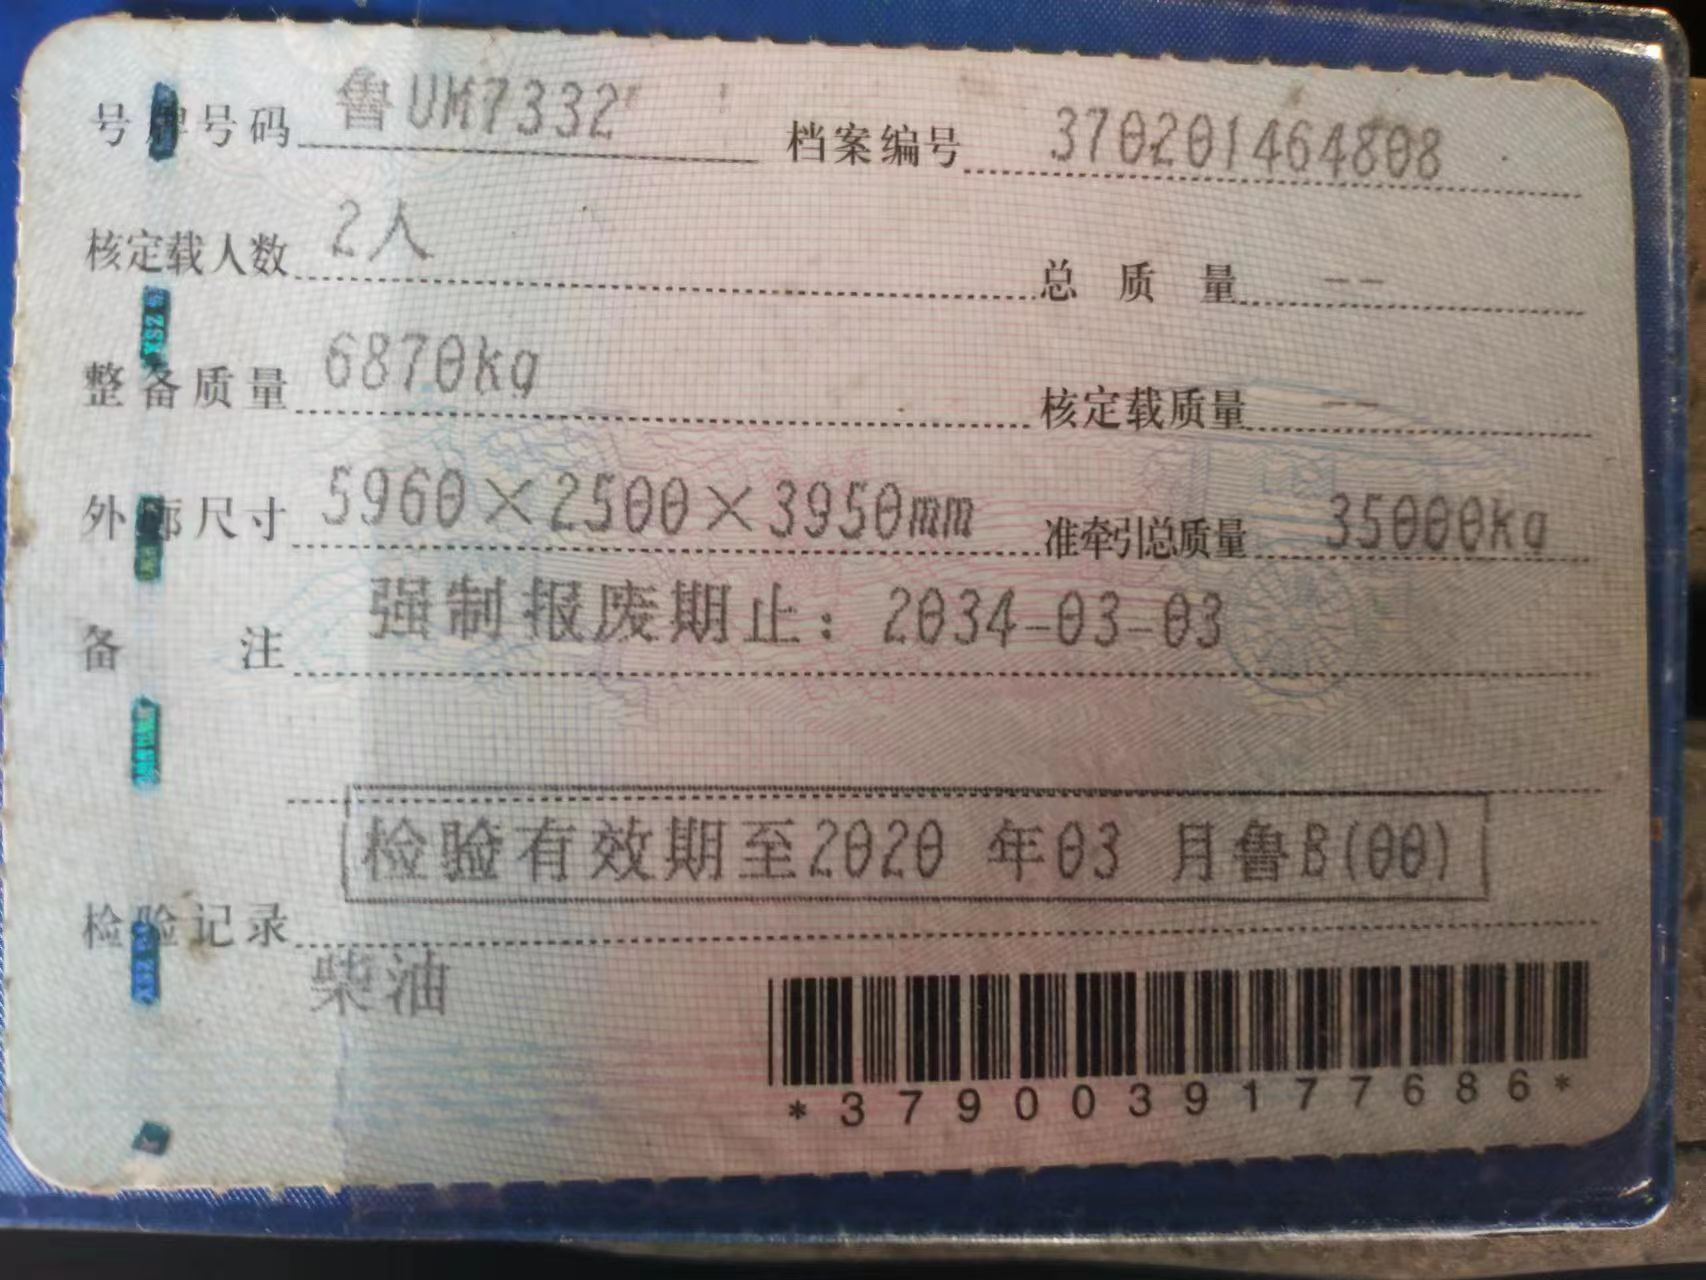 号牌号码 鲁UM7332 档案编号 370201464808
核定载人数 2人 总质量 --
整备质量 6870kg 核定载质量 --
外廓尺寸 5960×2500×3950mm 准牵引总质量 35000kg
备注 强制报废期止：2034-03-03
检验有效期至2020 年03 月鲁B(00)
检验记录
柴油
*3790039177686*